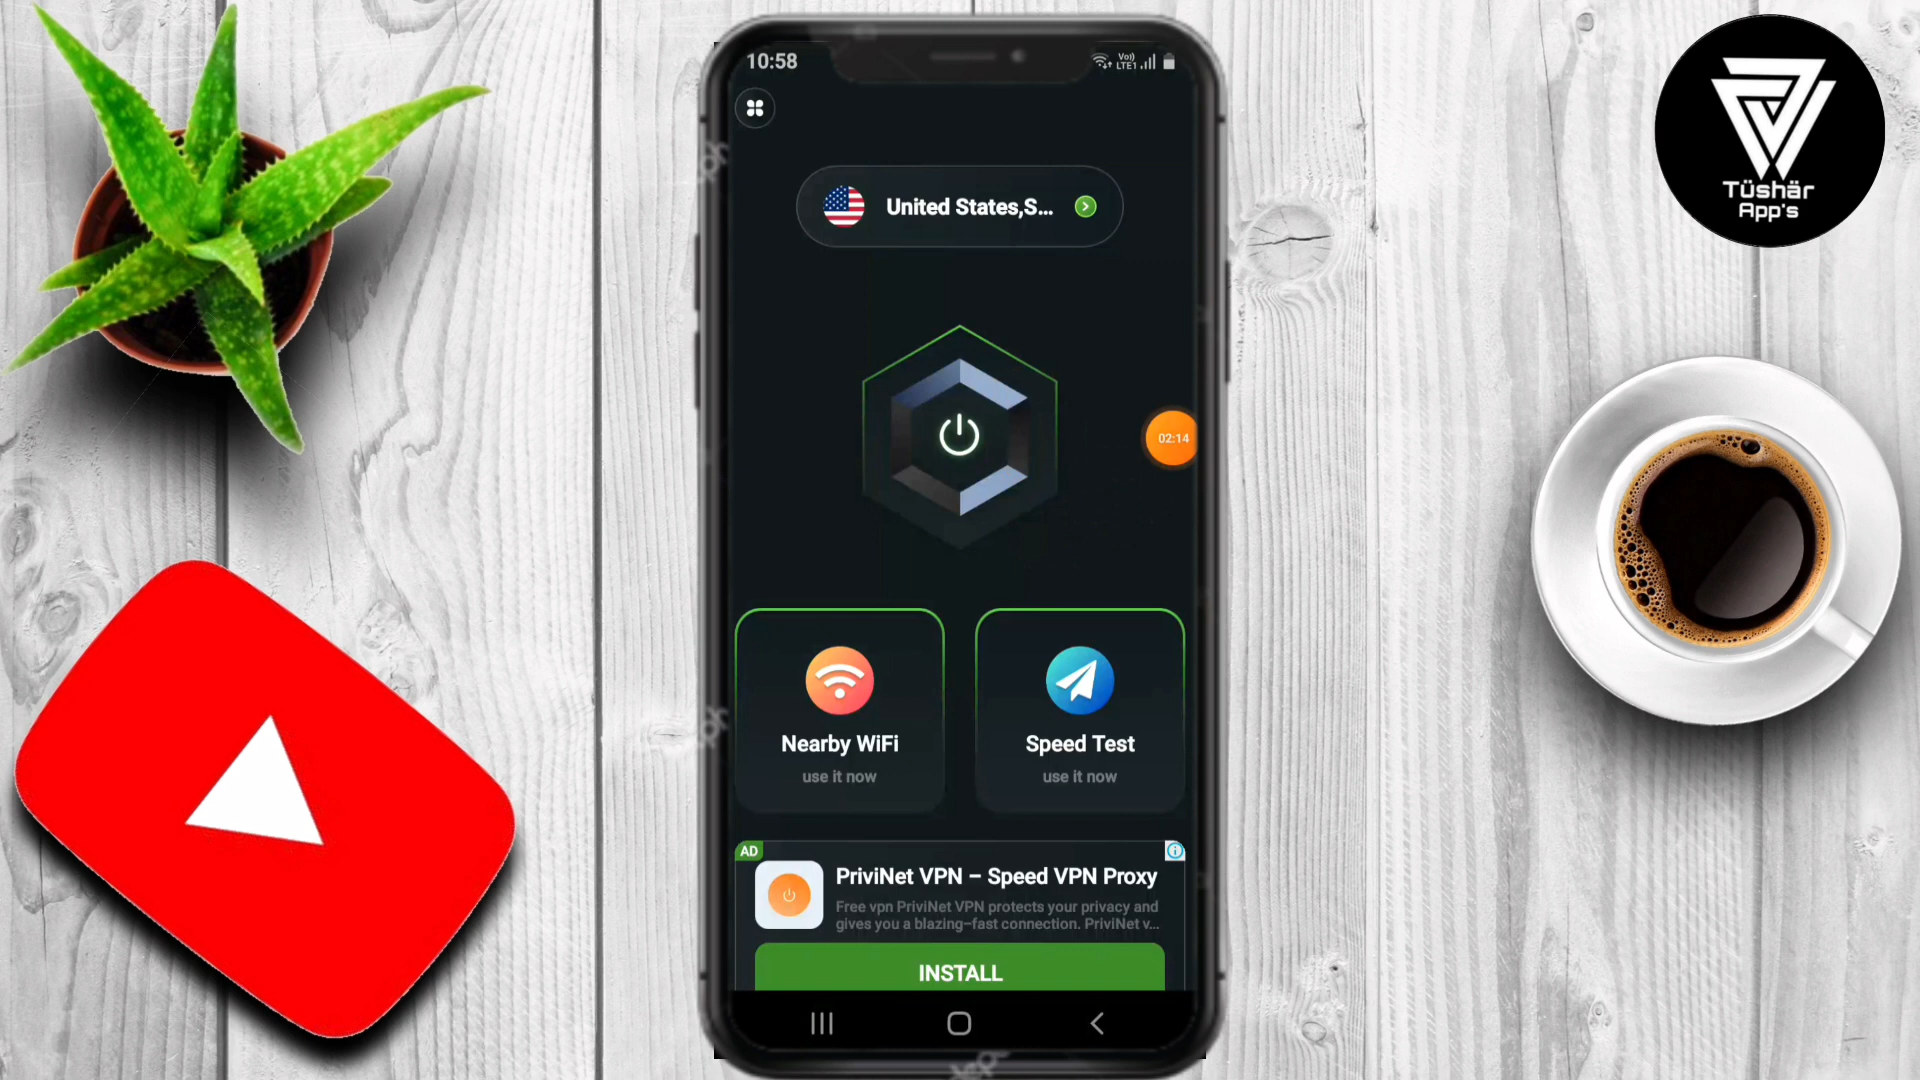 10:58
Vo))
LTE1
United States,S...
02:14
Nearby WiFi
use it now
Speed Test
use it now
AD
PriviNet VPN – Speed VPN Proxy
Free vpn PriviNet VPN protects your privacy and
gives you a blazing-fast connection. PriviNet v...
INSTALL
Tüshär
App's